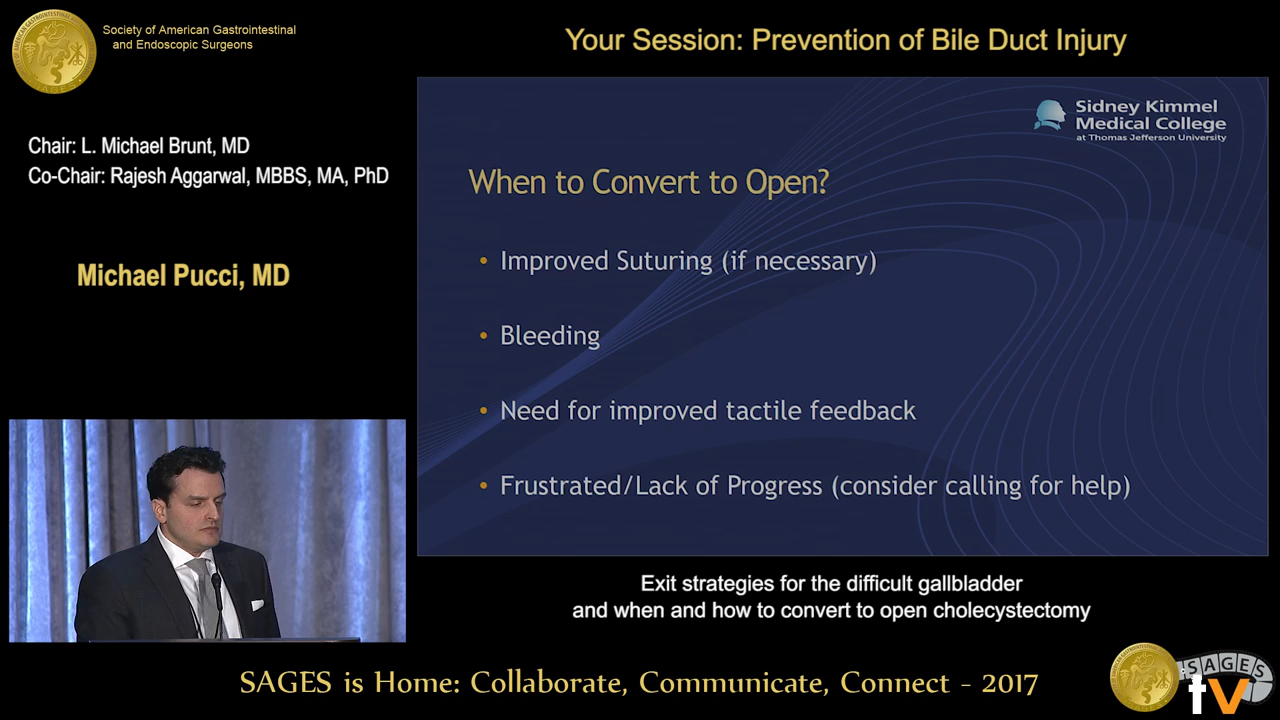 Society of American Gastrointestinal
and Endoscopic Surgeons
Your Session: Prevention of Bile Duct Injury
Chair: L. Michael Brunt, MD
Co-Chair: Rajesh Aggarwal, MBBS, MA, PhD
Michael Pucci, MD
Sidney Kimmel
Medical College
at Thomas Jefferson University
When to Convert to Open?
• Improved Suturing (if necessary)
• Bleeding
• Need for improved tactile feedback
• Frustrated/Lack of Progress (consider calling for help)
Exit strategies for the difficult gallbladder
and when and how to convert to open cholecystectomy
SAGES is Home: Collaborate, Communicate, Connect - 2017
SAGES
tv